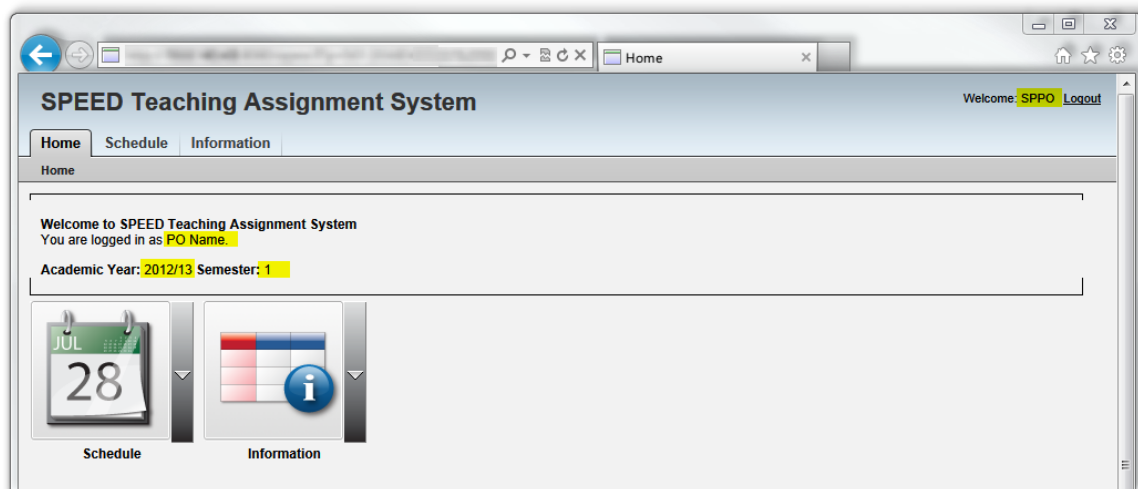 Home
SPEED Teaching Assignment System
Welcome: SPPO Logout
Home Schedule Information
Home
Welcome to SPEED Teaching Assignment System
You are logged in as PO Name.
Academic Year: 2012/13 Semester: 1
JUL
28
i
Schedule Information